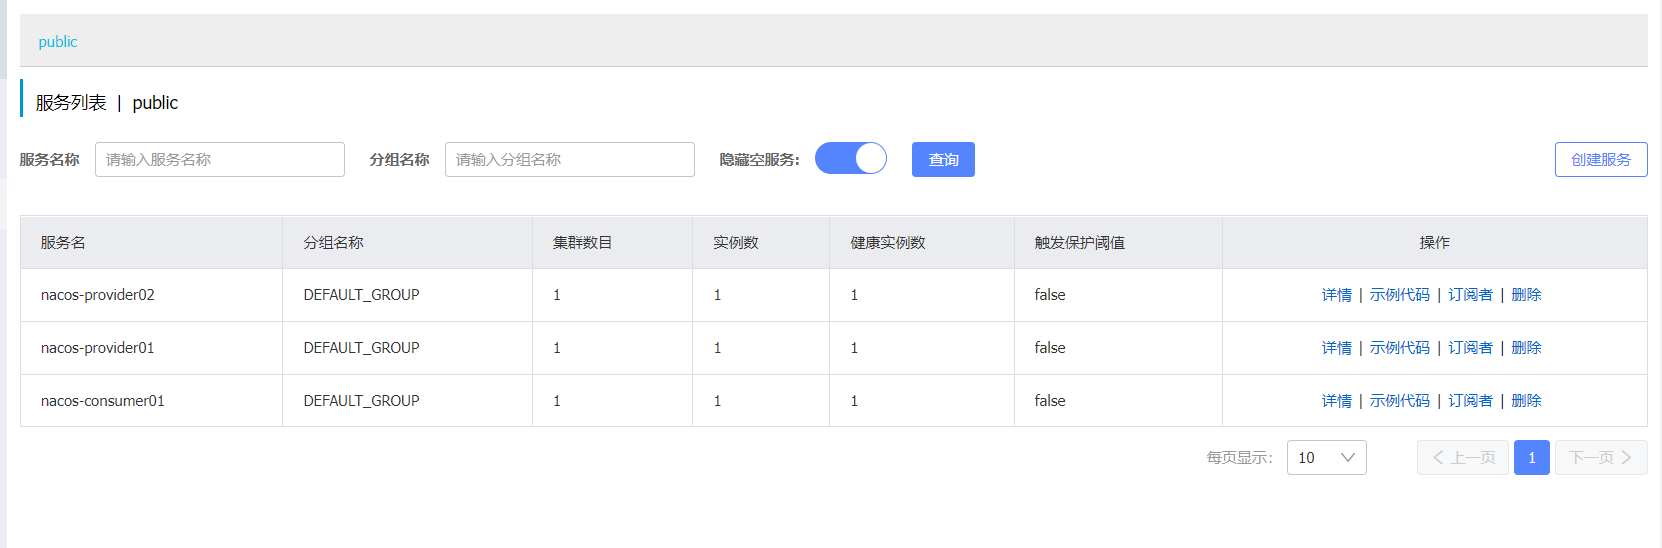 public
服务列表 | public
服务名称 请输入服务名称 分组名称 请输入分组名称 隐藏空服务: 查询 创建服务
服务名 分组名称 集群数目 实例数 健康实例数 触发保护阈值 操作
nacos-provider02 DEFAULT_GROUP 1 1 1 false 详情 | 示例代码 | 订阅者 | 删除
nacos-provider01 DEFAULT_GROUP 1 1 1 false 详情 | 示例代码 | 订阅者 | 删除
nacos-consumer01 DEFAULT_GROUP 1 1 1 false 详情 | 示例代码 | 订阅者 | 删除
每页显示: 10 上一页 1 下一页